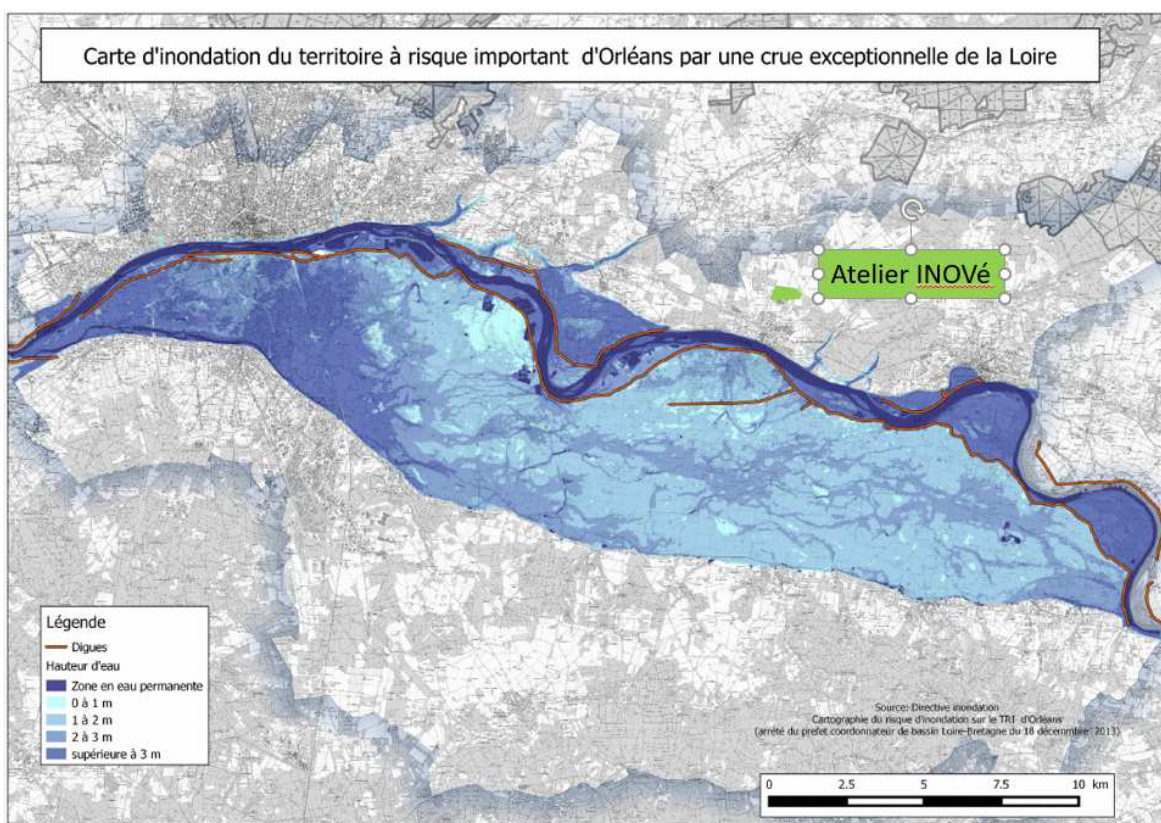 Carte d'inondation du territoire à risque important d'Orléans par une crue exceptionnelle de la Loire
Atelier INOVé
Légende
Digues
Hauteur d'eau
Zone en eau permanente
0 à 1 m
1 à 2 m
2 à 3 m
supérieure à 3 m
Source: Directive inondation
Cartographie du risque d'inondation sur le TRI d'Orléans
(arrêté du prefet coordonnateur de bassin Loire-Bretagne du 18 décerombre 2013)
0 2.5 5 7.5 10 km